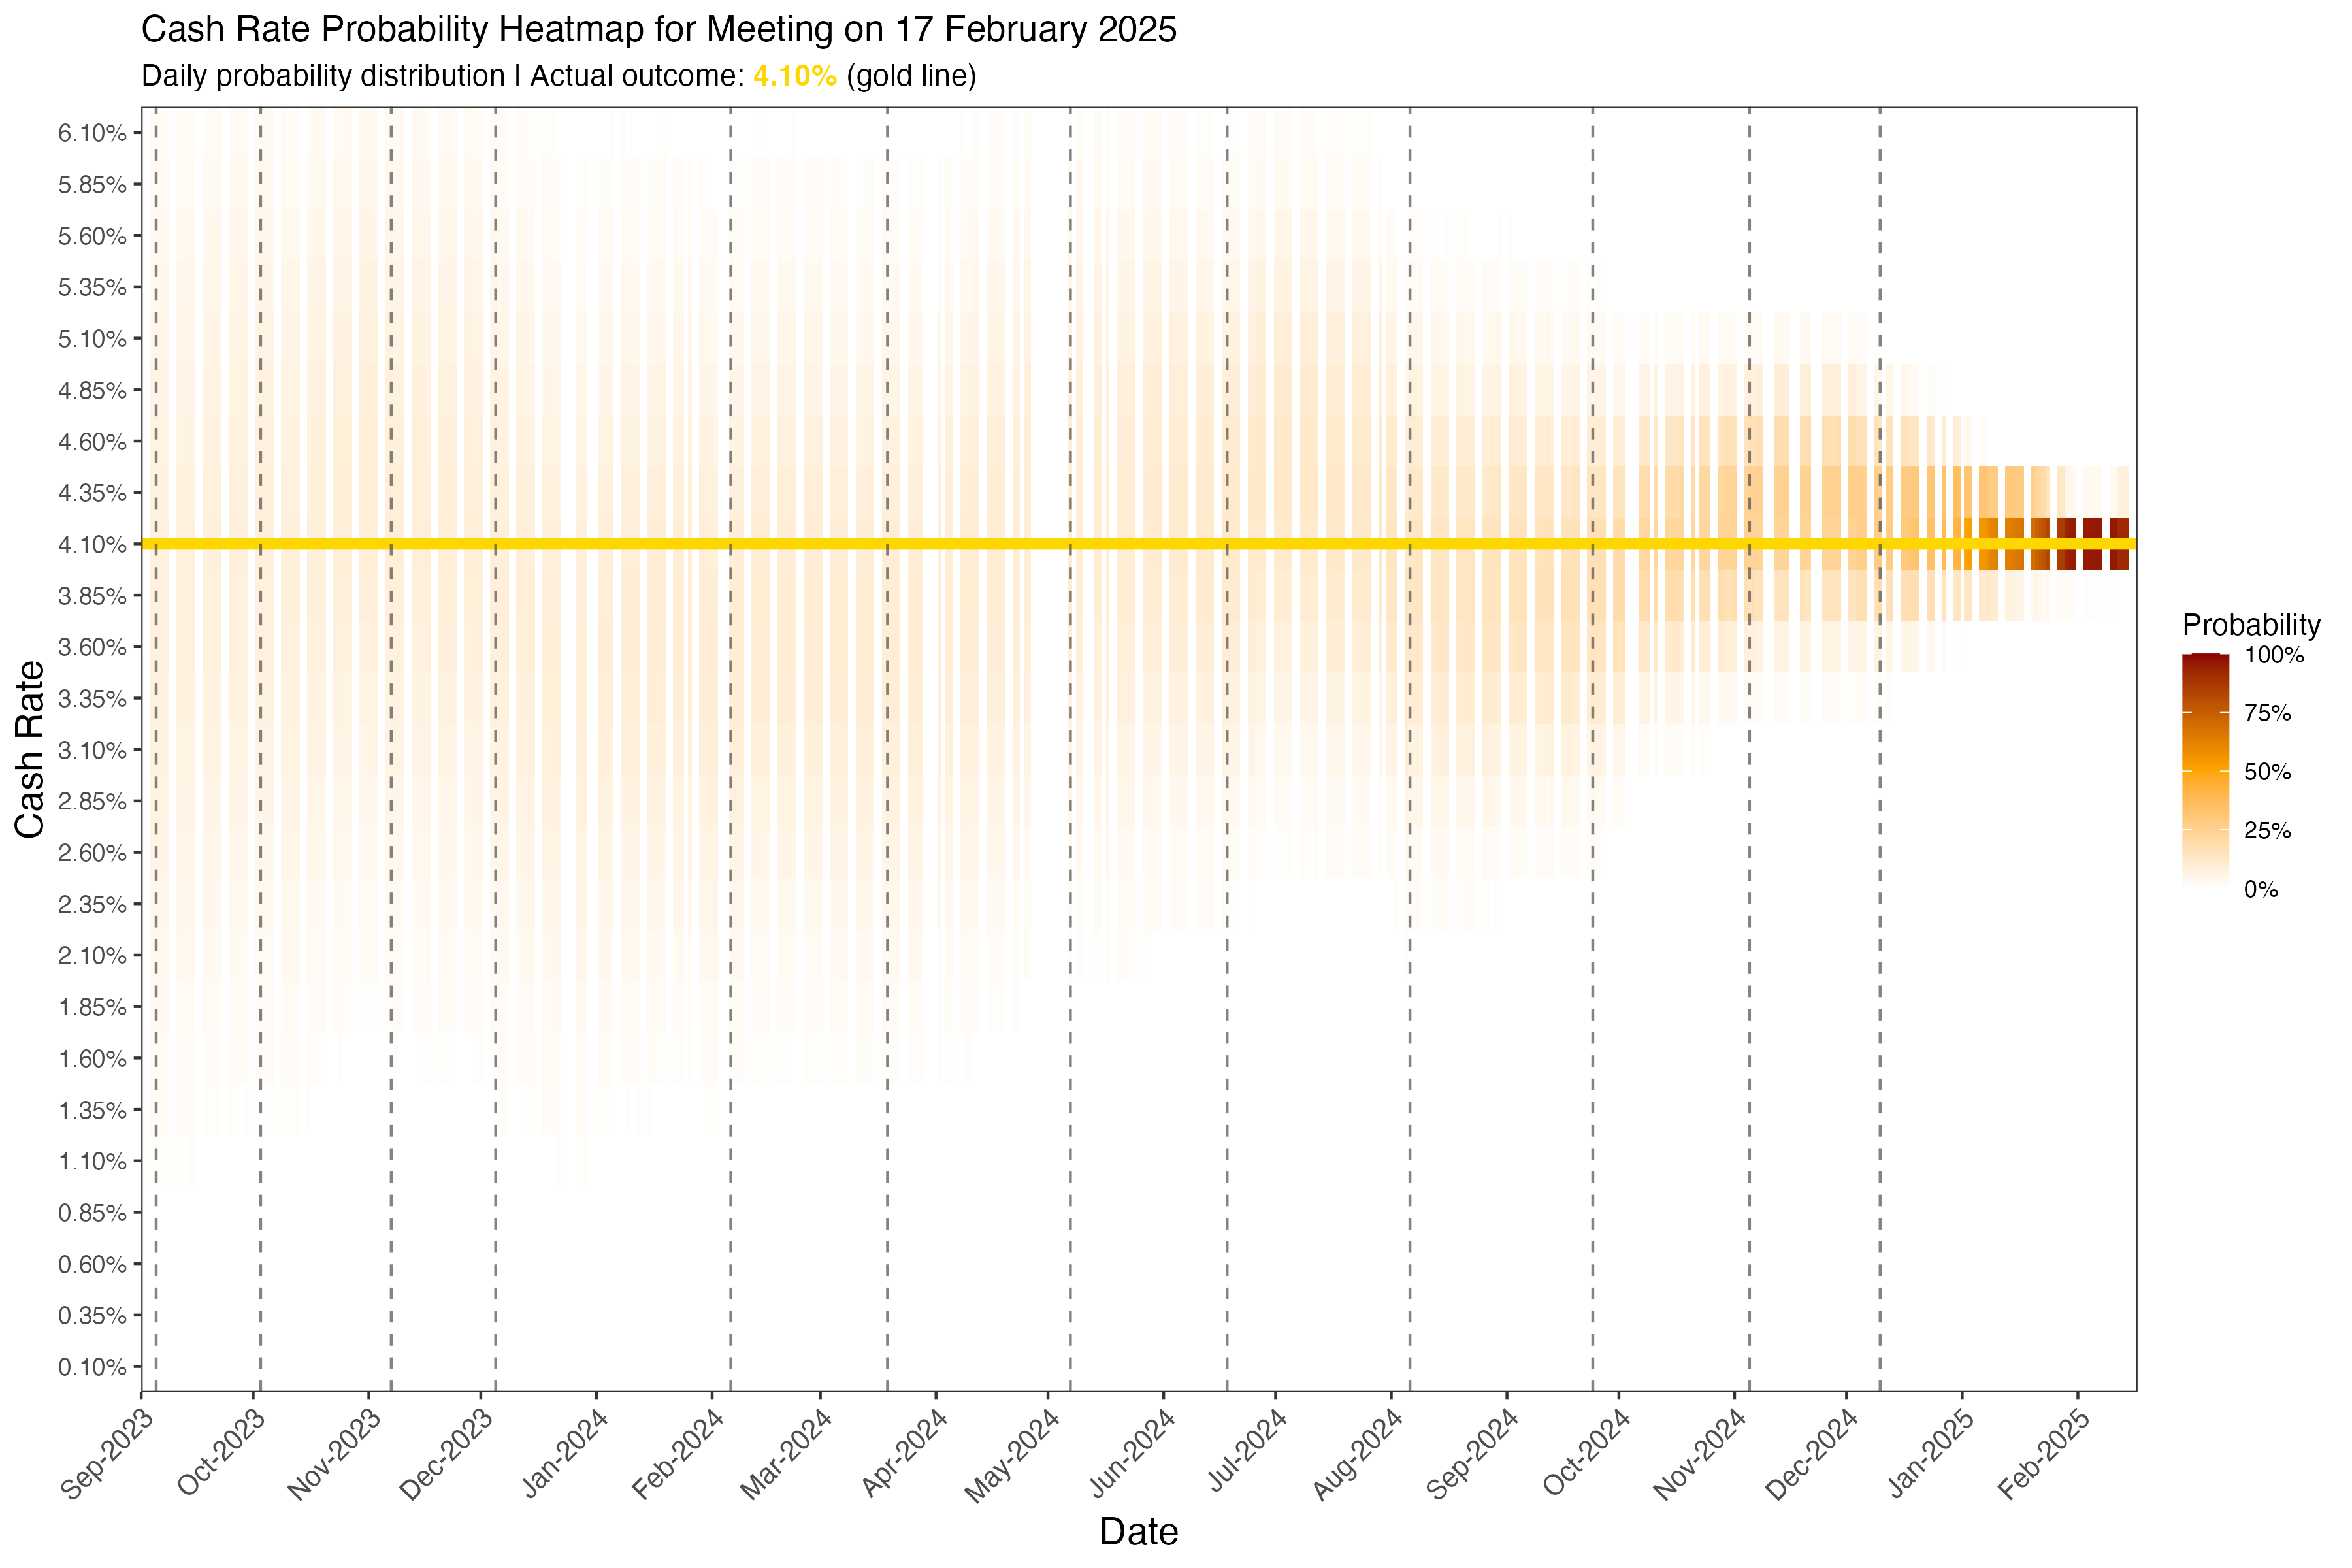 Cash Rate Probability Heatmap for Meeting on 17 February 2025
Daily probability distribution | Actual outcome: 4.10% (gold line)
6.10%
5.85%
5.60%
5.35%
5.10%
4.85%
4.60%
4.35%
4.10%
3.85%
3.60%
3.35%
3.10%
2.85%
2.60%
2.35%
2.10%
1.85%
1.60%
1.35%
1.10%
0.85%
0.60%
0.35%
0.10%
Cash Rate
Sep-2023
Oct-2023
Nov-2023
Dec-2023
Jan-2024
Feb-2024
Mar-2024
Apr-2024
May-2024
Jun-2024
Jul-2024
Aug-2024
Sep-2024
Oct-2024
Nov-2024
Dec-2024
Jan-2025
Feb-2025
Date
Probability
100%
75%
50%
25%
0%